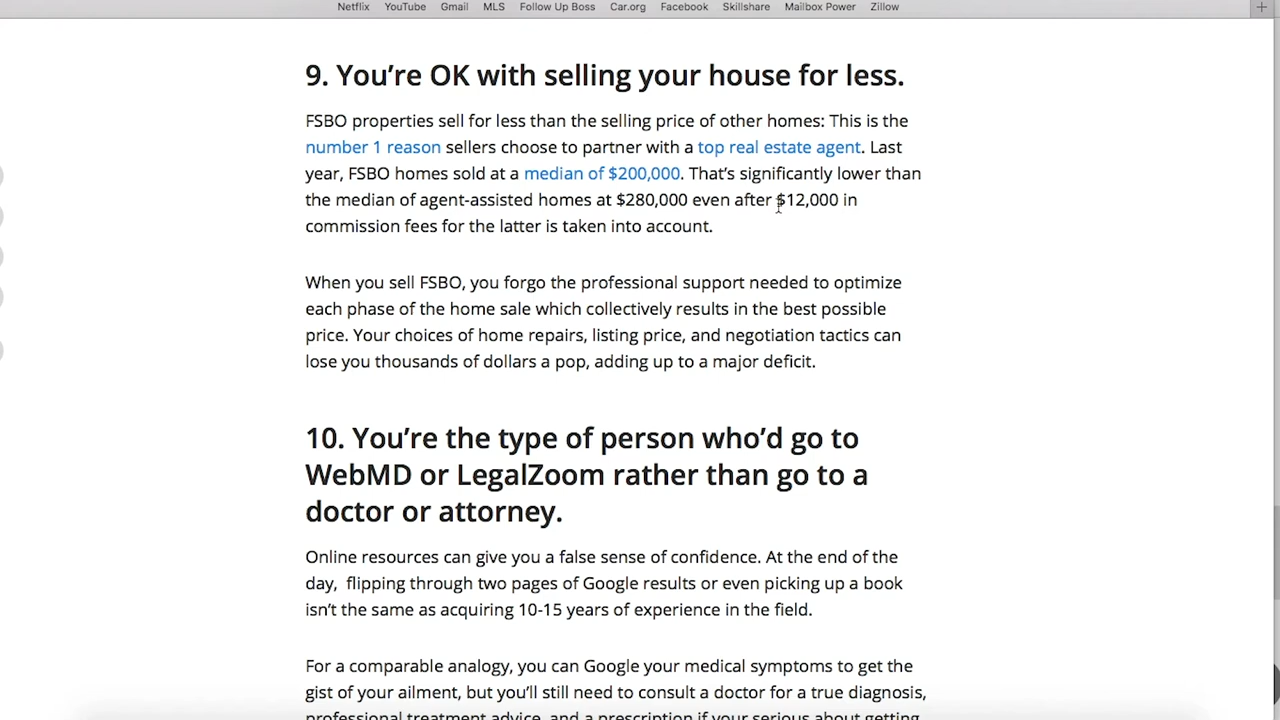 Netflix YouTube Gmail MLS Follow Up Boss Car.org Facebook Skillshare Mailbox Power Zillow
9. You're OK with selling your house for less.
FSBO properties sell for less than the selling price of other homes: This is the
number 1 reason sellers choose to partner with a top real estate agent. Last
year, FSBO homes sold at a median of $200,000. That's significantly lower than
the median of agent-assisted homes at $280,000 even after $12,000 in
commission fees for the latter is taken into account.
When you sell FSBO, you forgo the professional support needed to optimize
each phase of the home sale which collectively results in the best possible
price. Your choices of home repairs, listing price, and negotiation tactics can
lose you thousands of dollars a pop, adding up to a major deficit.
10. You're the type of person who'd go to
WebMD or LegalZoom rather than go to a
doctor or attorney.
Online resources can give you a false sense of confidence. At the end of the
day,  flipping through two pages of Google results or even picking up a book
isn't the same as acquiring 10-15 years of experience in the field.
For a comparable analogy, you can Google your medical symptoms to get the
gist of your ailment, but you'll still need to consult a doctor for a true diagnosis,
professional treatment advice, and a prescription if your serious about getting